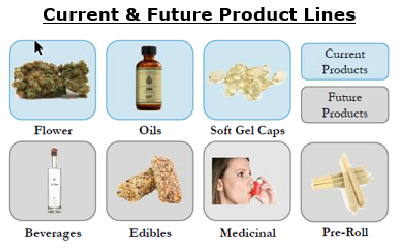 Current & Future Product Lines
Current
Products
Future
Products
Flower
Oils
Soft Gel Caps
Beverages
Edibles
Medicinal
Pre-Roll